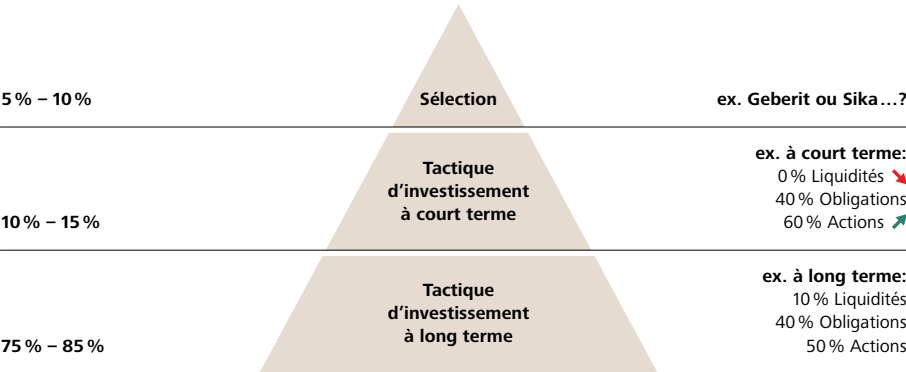 5 % – 10 %
Sélection
ex. Geberit ou Sika…?
10 % – 15 %
Tactique
d’investissement
à court terme
ex. à court terme:
0 % Liquidités
40 % Obligations
60 % Actions
75 % – 85 %
Tactique
d’investissement
à long terme
ex. à long terme:
10 % Liquidités
40 % Obligations
50 % Actions